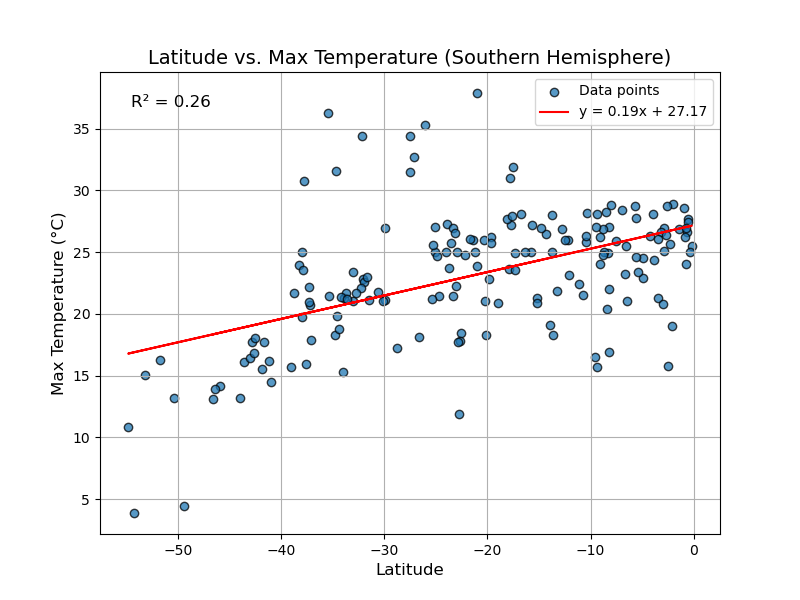 Latitude vs. Max Temperature (Southern Hemisphere)
R² = 0.26
Data points
y = 0.19x + 27.17
Max Temperature (°C)
35
30
25
20
15
10
5
−50
−40
−30
−20
−10
0
Latitude